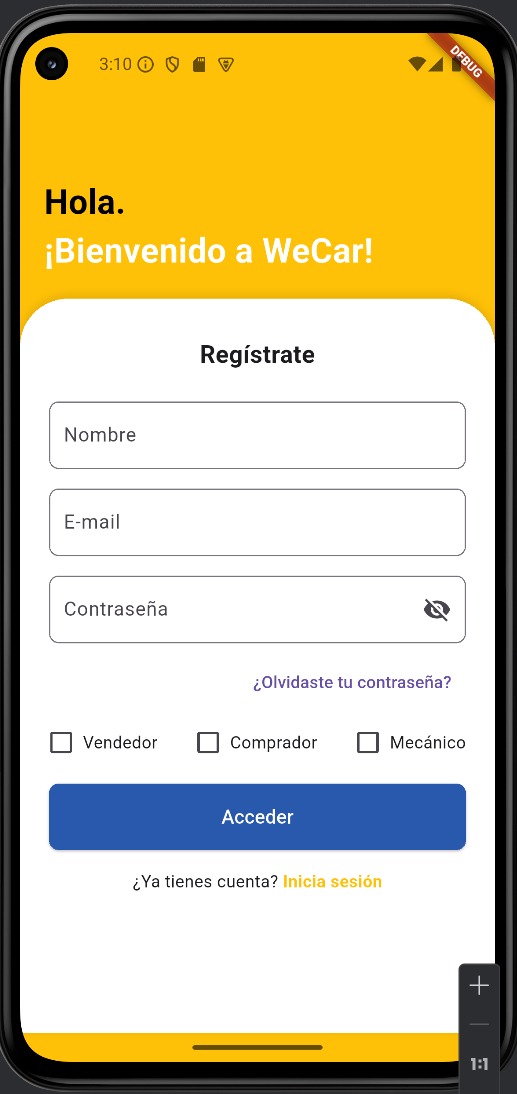 3:10
DEBUG
Hola.
¡Bienvenido a WeCar!
Regístrate
Nombre
E-mail
Contraseña
¿Olvidaste tu contraseña?
Vendedor Comprador Mecánico
Acceder
¿Ya tienes cuenta? Inicia sesión
1:1